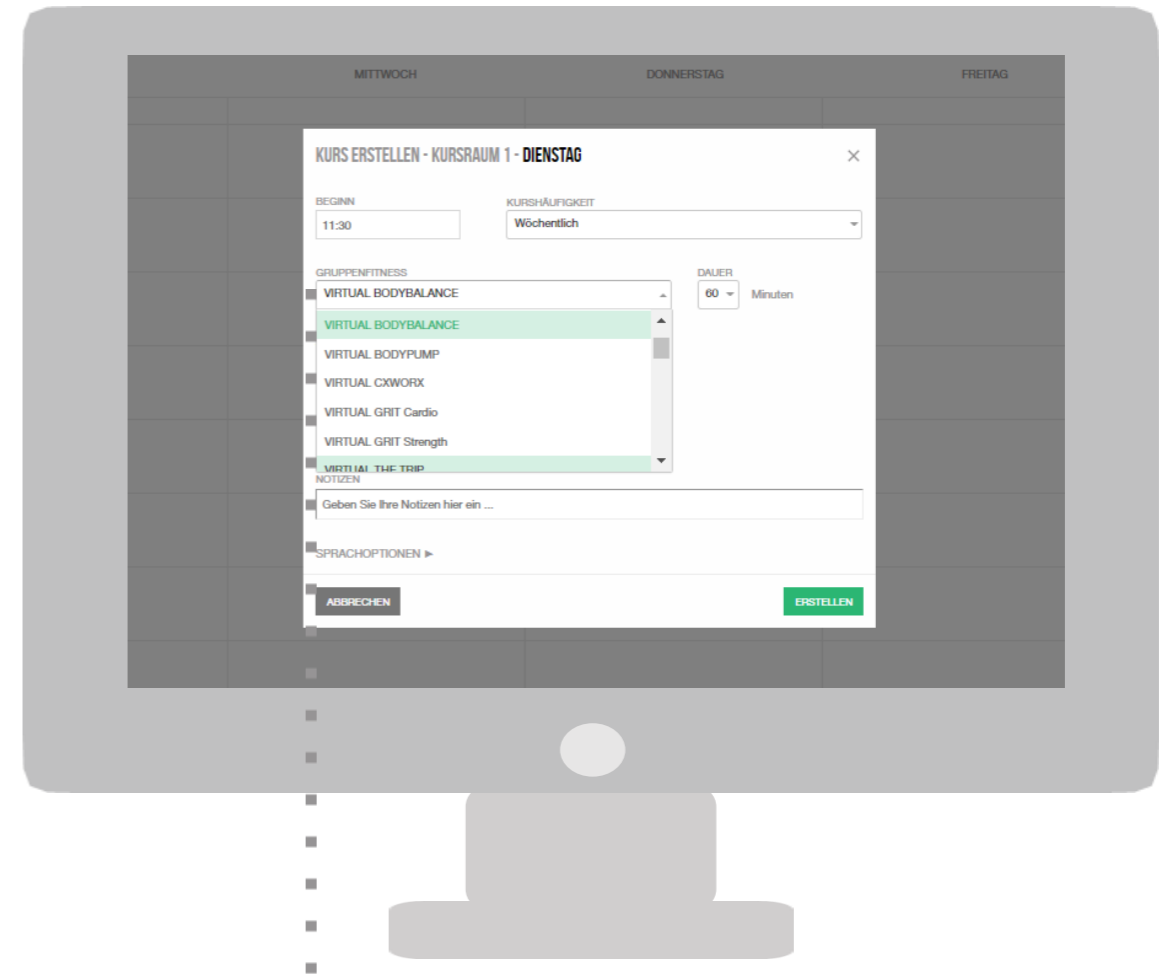 MITTWOCH DONNERSTAG FREITAG
KURS ERSTELLEN - KURSRAUM 1 - DIENSTAG ×
BEGINN KURSHÄUFIGKEIT
11:30 Wöchentlich
GRUPPENFITNESS DAUER
VIRTUAL BODYBALANCE 60 Minuten
VIRTUAL BODYBALANCE
VIRTUAL BODYPUMP
VIRTUAL CXWORX
VIRTUAL GRIT Cardio
VIRTUAL GRIT Strength
VIRTUAL THE TRIP
NOTIZEN
Geben Sie Ihre Notizen hier ein ...
SPRACHOPTIONEN ►
ABBRECHEN ERSTELLEN